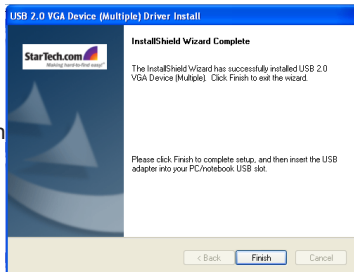 USB 2.0 VGA Device (Multiple) Driver Install
StarTech.com
Making hard-to-find easy
InstallShield Wizard Complete
The InstallShield Wizard has successfully installed USB 2.0
VGA Device (Multiple). Click Finish to exit the wizard.
Please click Finish to complete setup, and then insert the USB
adapter into your PC/notebook USB slot.
< Back Finish Cancel